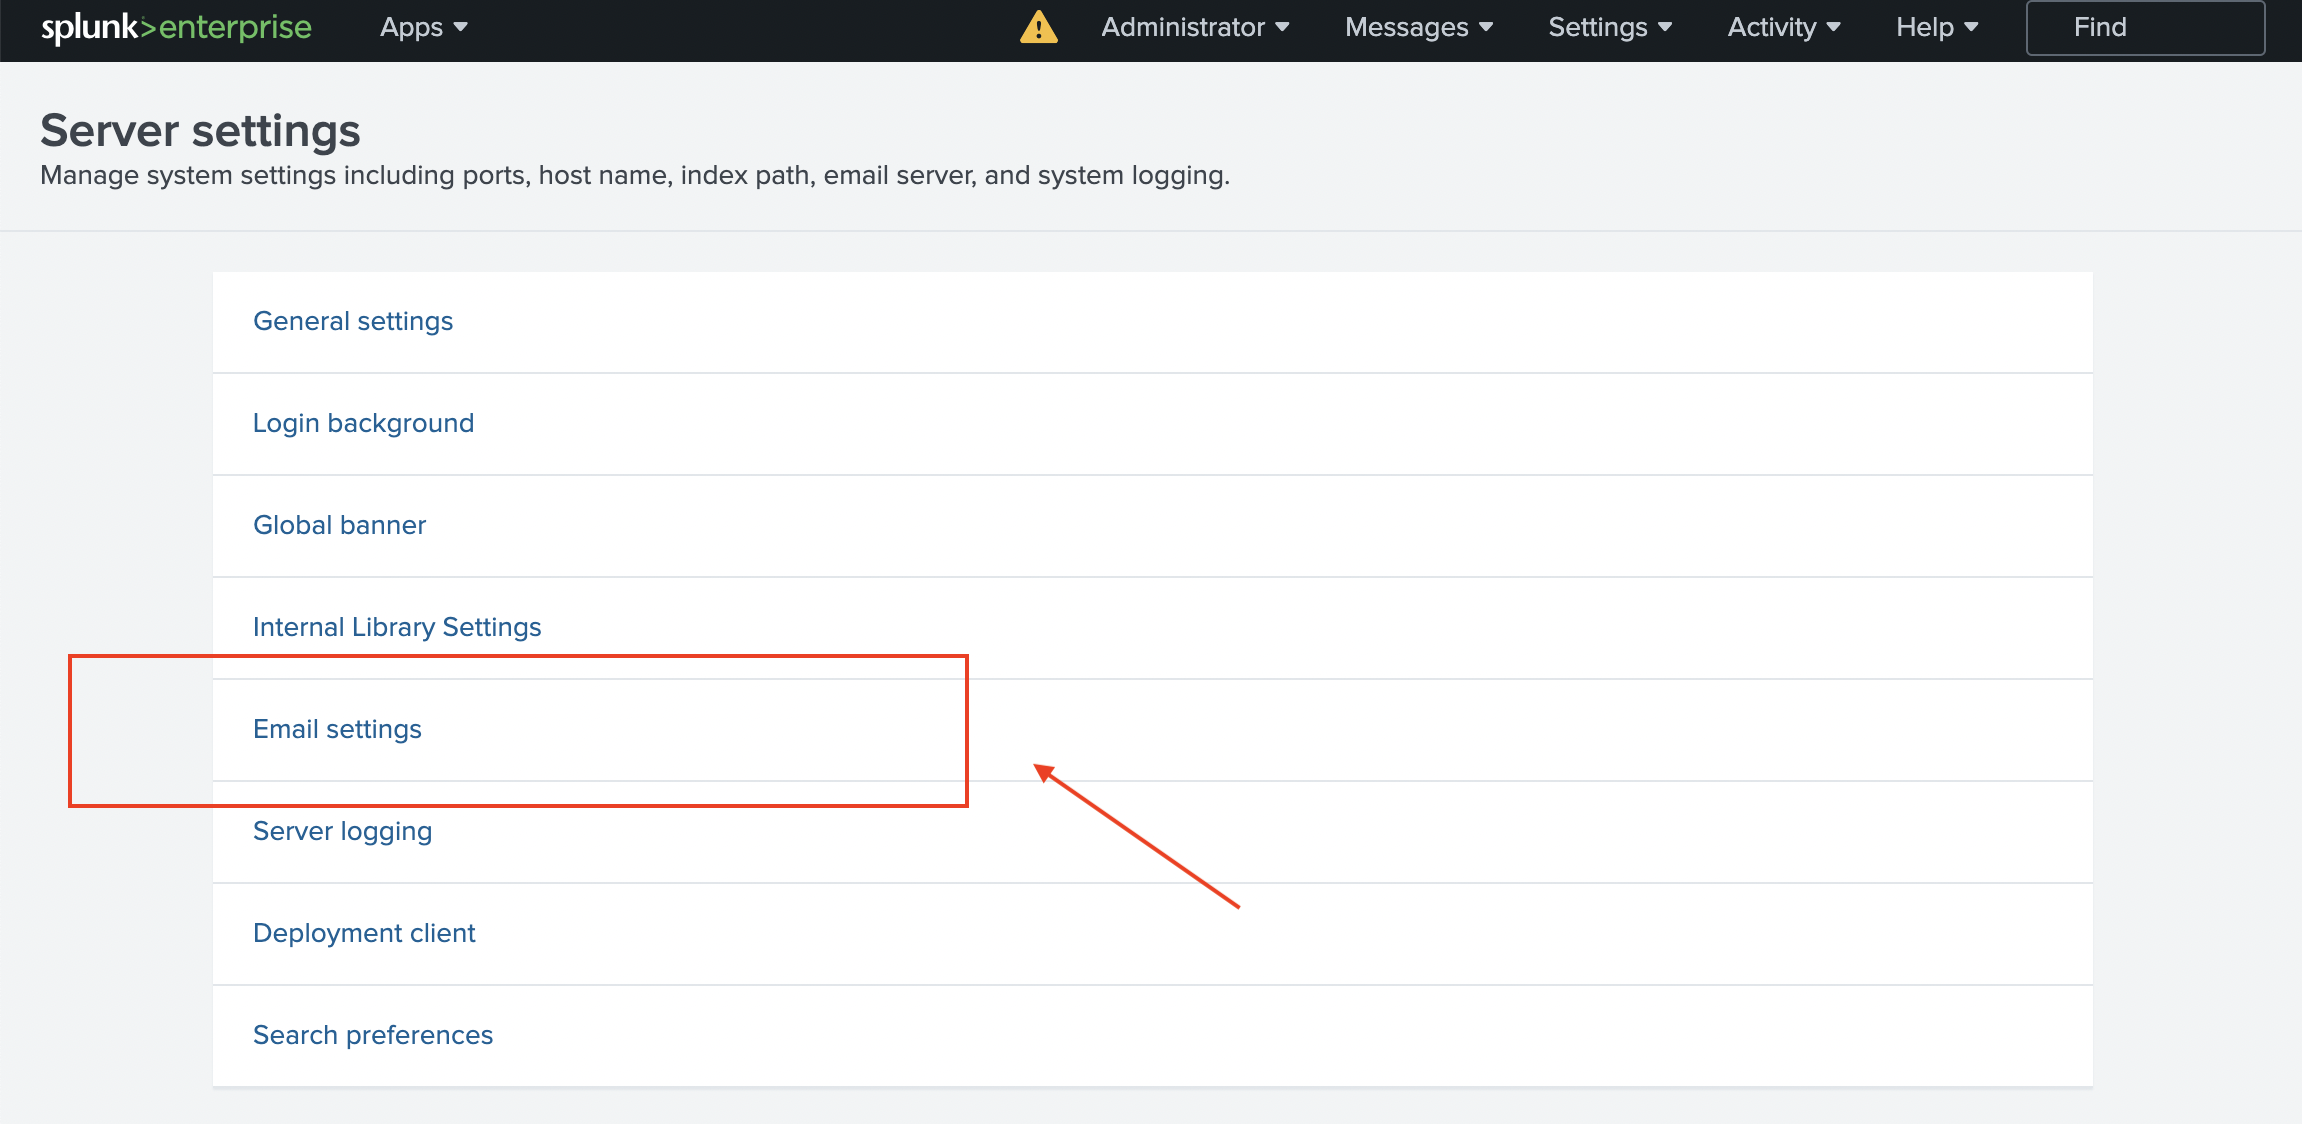 splunk>enterprise Apps Administrator Messages Settings Activity Help Find
Server settings
Manage system settings including ports, host name, index path, email server, and system logging.
General settings
Login background
Global banner
Internal Library Settings
Email settings
Server logging
Deployment client
Search preferences